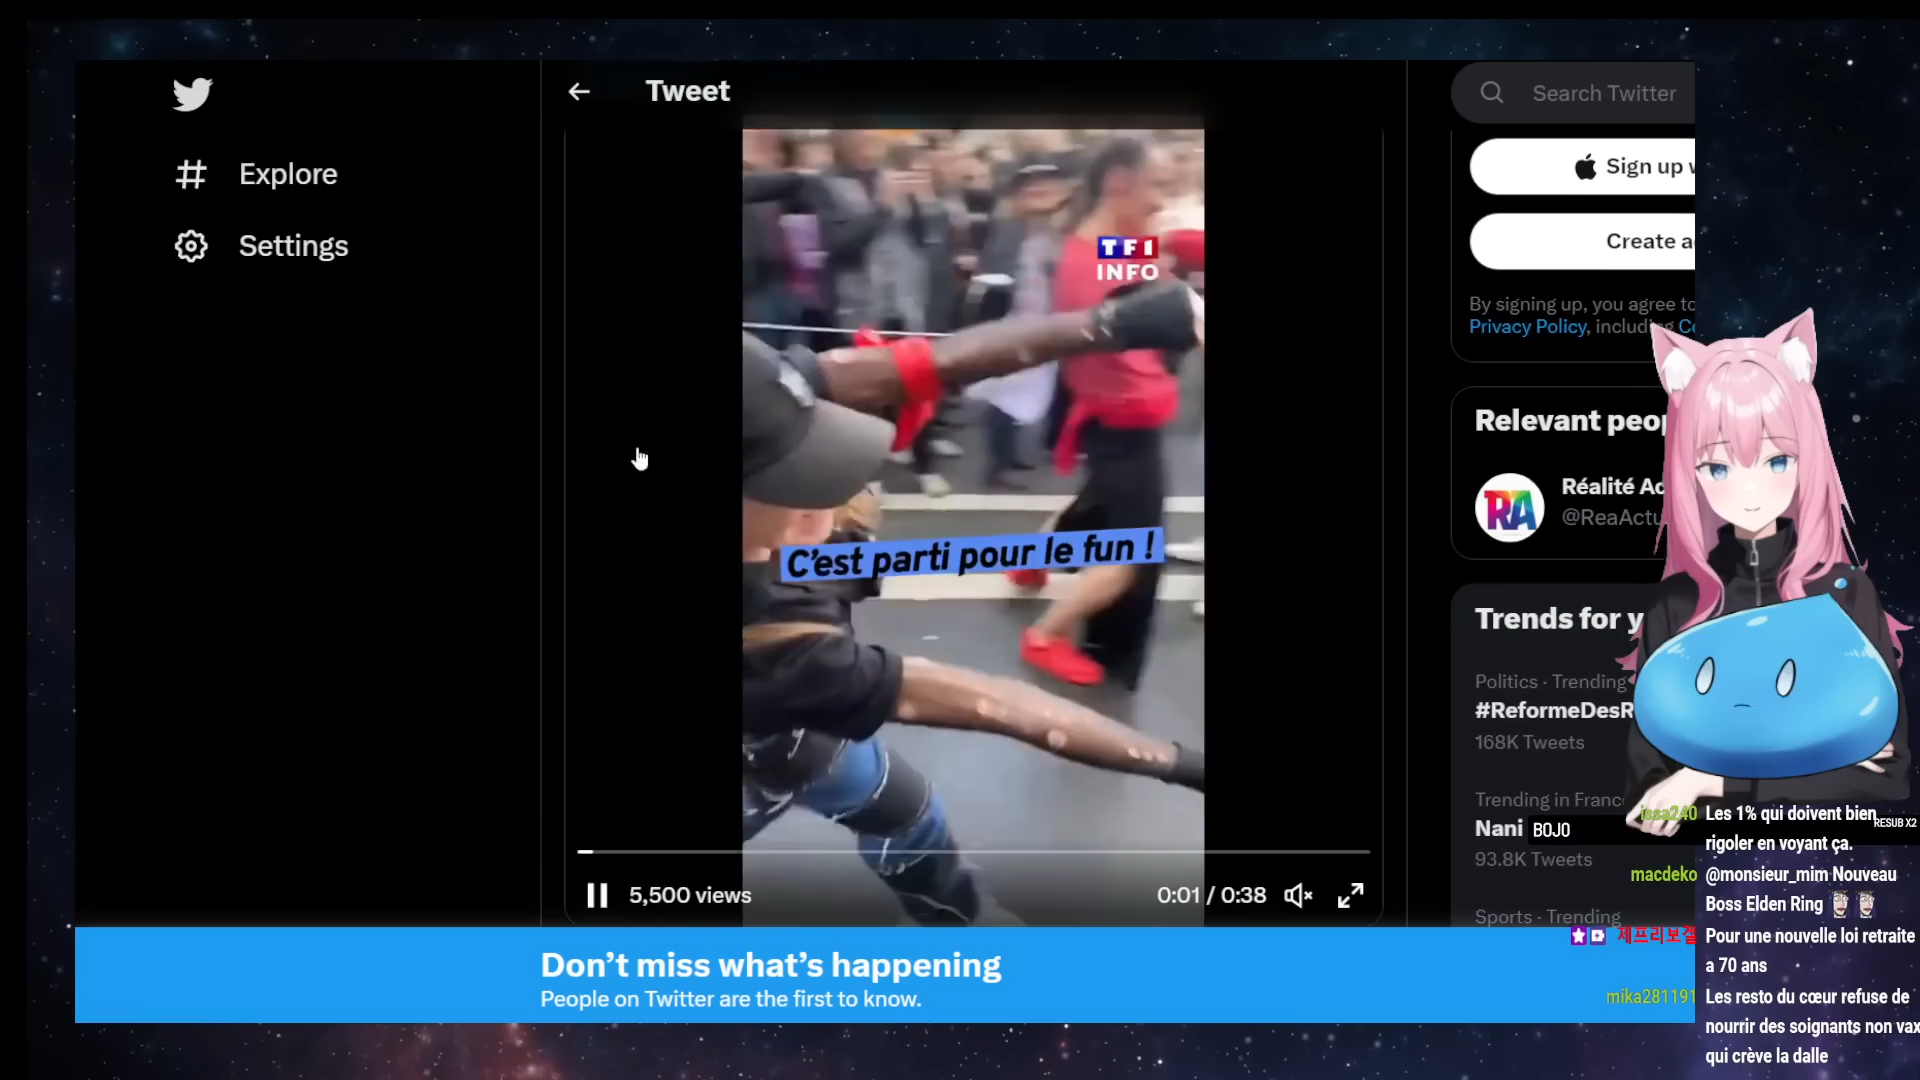 Tweet
Search Twitter
Explore
Settings
Sign up
Create a
By signing up, you agree to
Privacy Policy, including
TF1
INFO
C'est parti pour le fun !
Relevant peop
RA
Réalité Ac
@ReaActu
Trends for y
Politics · Trending
#ReformeDesR
168K Tweets
Trending in Franc
Nani BOJO
93.8K Tweets
Sports · Trending
5,500 views
0:01 / 0:38
Don't miss what's happening
People on Twitter are the first to know.
issa240 Les 1% qui doivent bien
RESUB X2
rigoler en voyant ça.
macdeko @monsieur_mim Nouveau
Boss Elden Ring
제프리보겔 Pour une nouvelle loi retraite
a 70 ans
mika281191 Les resto du cœur refuse de
nourrir des soignants non vax
qui crève la dalle